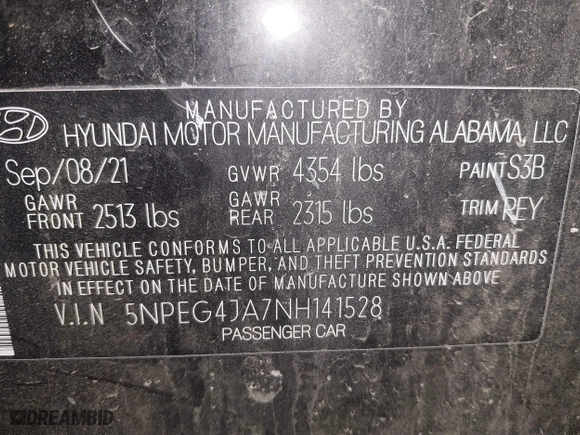 MANUFACTURED BY
HYUNDAI MOTOR MANUFACTURING ALABAMA, LLC
Sep/08/21 GVWR 4354 lbs PAINT S3B
GAWR FRONT 2513 lbs GAWR REAR 2315 lbs TRIM PEY
THIS VEHICLE CONFORMS TO ALL APPLICABLE U.S.A. FEDERAL
MOTOR VEHICLE SAFETY, BUMPER, AND THEFT PREVENTION STANDARDS
IN EFFECT ON THE DATE OF MANUFACTURE SHOWN ABOVE.
V.I.N 5NPEG4JA7NH141528
PASSENGER CAR
DREAMBID